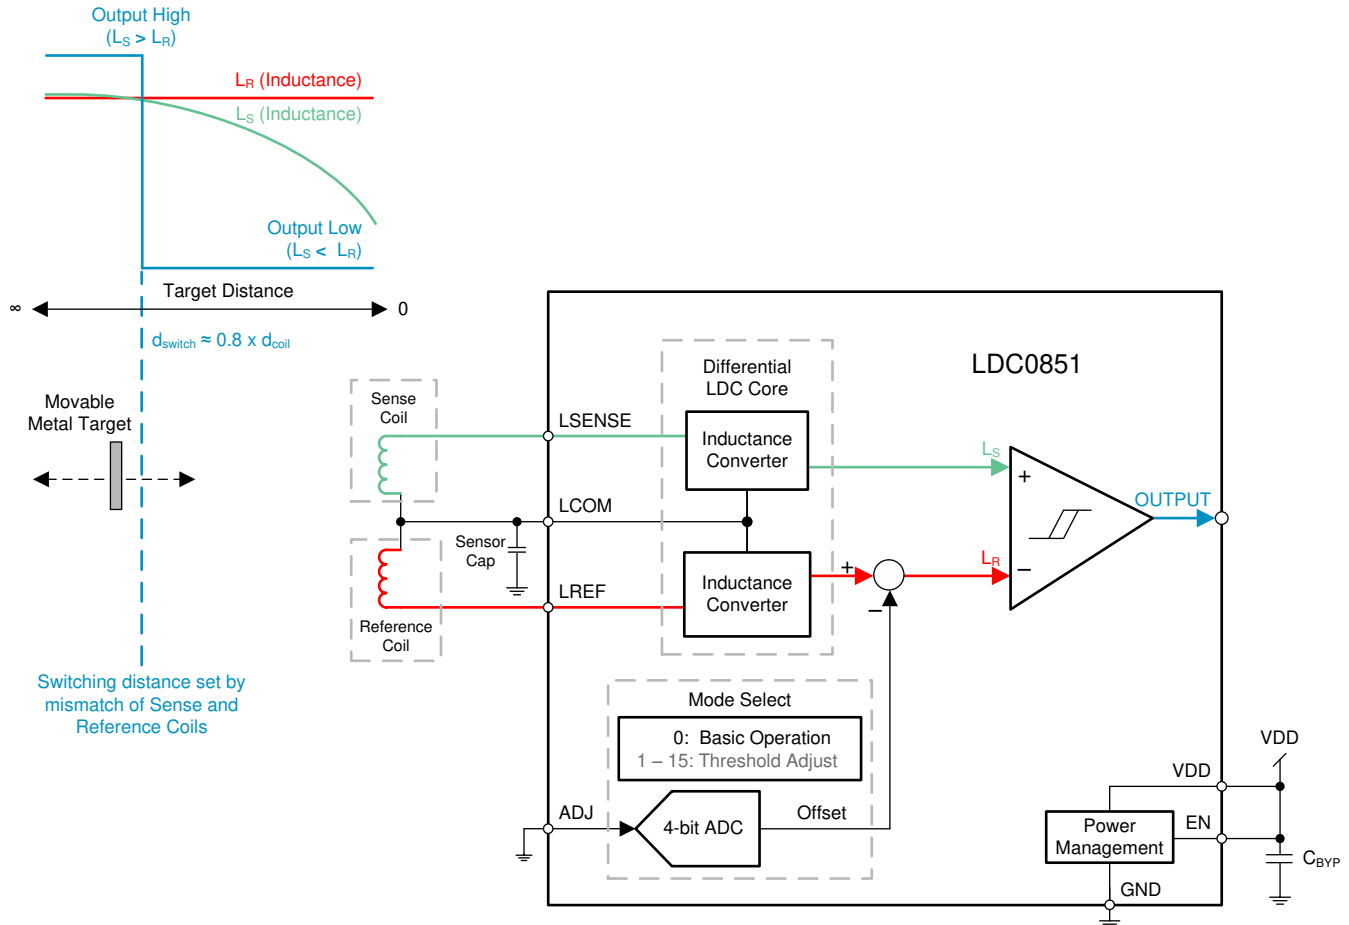 Output High
(LS > LR)
LR (Inductance)
LS (Inductance)
Output Low
(LS < LR)
∞
Target Distance
0
dswitch ≈ 0.8 x dcoil
Movable
Metal Target
Switching distance set by
mismatch of Sense and
Reference Coils
Sense
Coil
Reference
Coil
Sensor
Cap
LSENSE
LCOM
LREF
ADJ
Differential
LDC Core
Inductance
Converter
Inductance
Converter
LDC0851
LS
+
LR
−
+
−
OUTPUT
Mode Select
0: Basic Operation
1 – 15: Threshold Adjust
4-bit ADC
Offset
Power
Management
VDD
EN
GND
VDD
CBYP